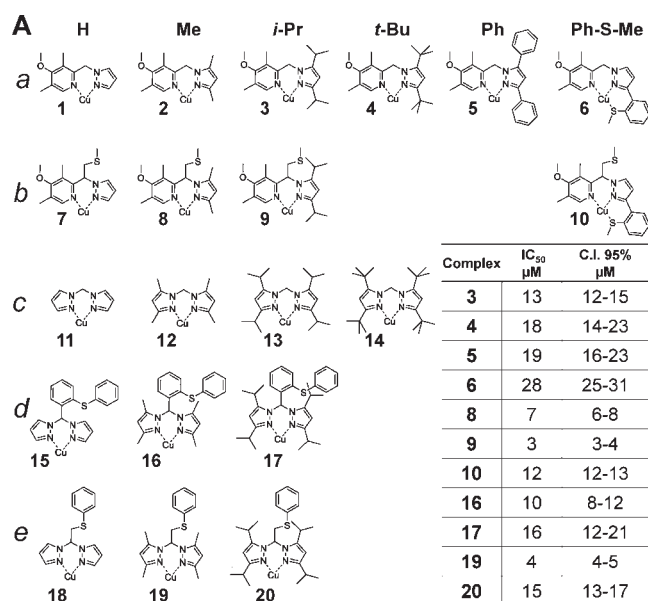 A
H Me i-Pr t-Bu Ph Ph-S-Me
a
1 2 3 4 5 6
b
7 8 9 10
c
11 12 13 14
d
15 16 17
e
18 19 20
Complex IC50 µM C.I. 95% µM
3 13 12-15
4 18 14-23
5 19 16-23
6 28 25-31
8 7 6-8
9 3 3-4
10 12 12-13
16 10 8-12
17 16 12-21
19 4 4-5
20 15 13-17